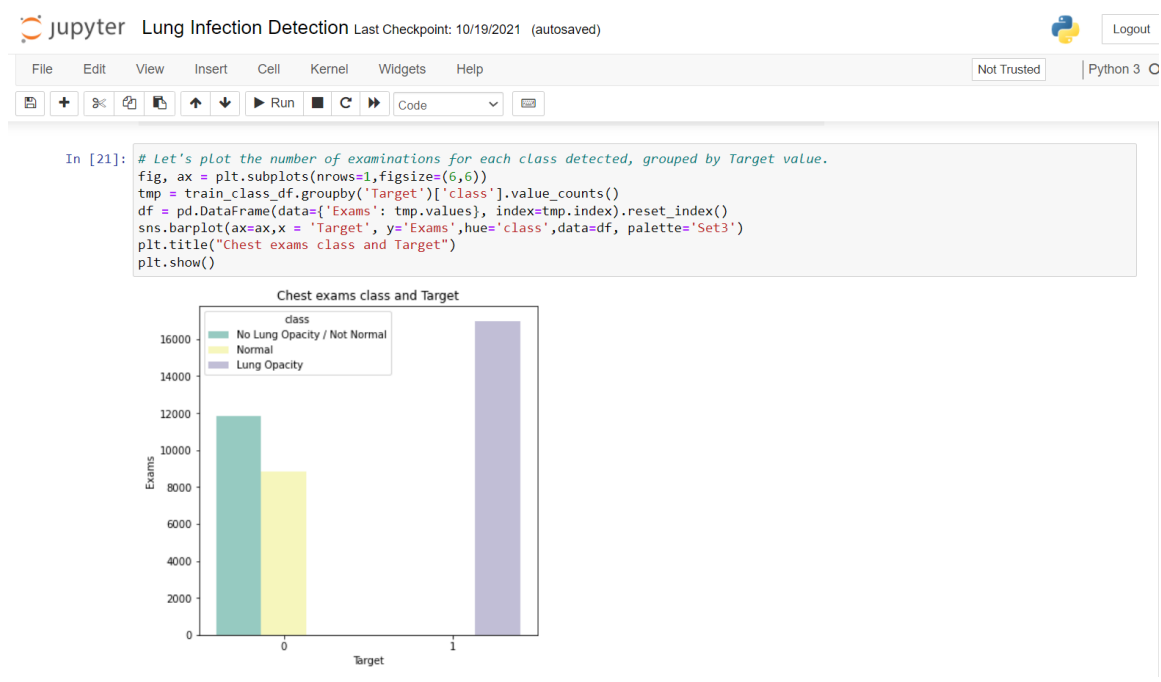 jupyter Lung Infection Detection Last Checkpoint: 10/19/2021 (autosaved) Logout
File Edit View Insert Cell Kernel Widgets Help Not Trusted Python 3
Run Code
In [21]: # Let's plot the number of examinations for each class detected, grouped by Target value.
fig, ax = plt.subplots(nrows=1,figsize=(6,6))
tmp = train_class_df.groupby('Target')['class'].value_counts()
df = pd.DataFrame(data={'Exams': tmp.values}, index=tmp.index).reset_index()
sns.barplot(ax=ax,x = 'Target', y='Exams',hue='class',data=df, palette='Set3')
plt.title("Chest exams class and Target")
plt.show()
Chest exams class and Target
class
No Lung Opacity / Not Normal
Normal
Lung Opacity
16000
14000
12000
10000
8000
6000
4000
2000
0
Exams
0 1
Target